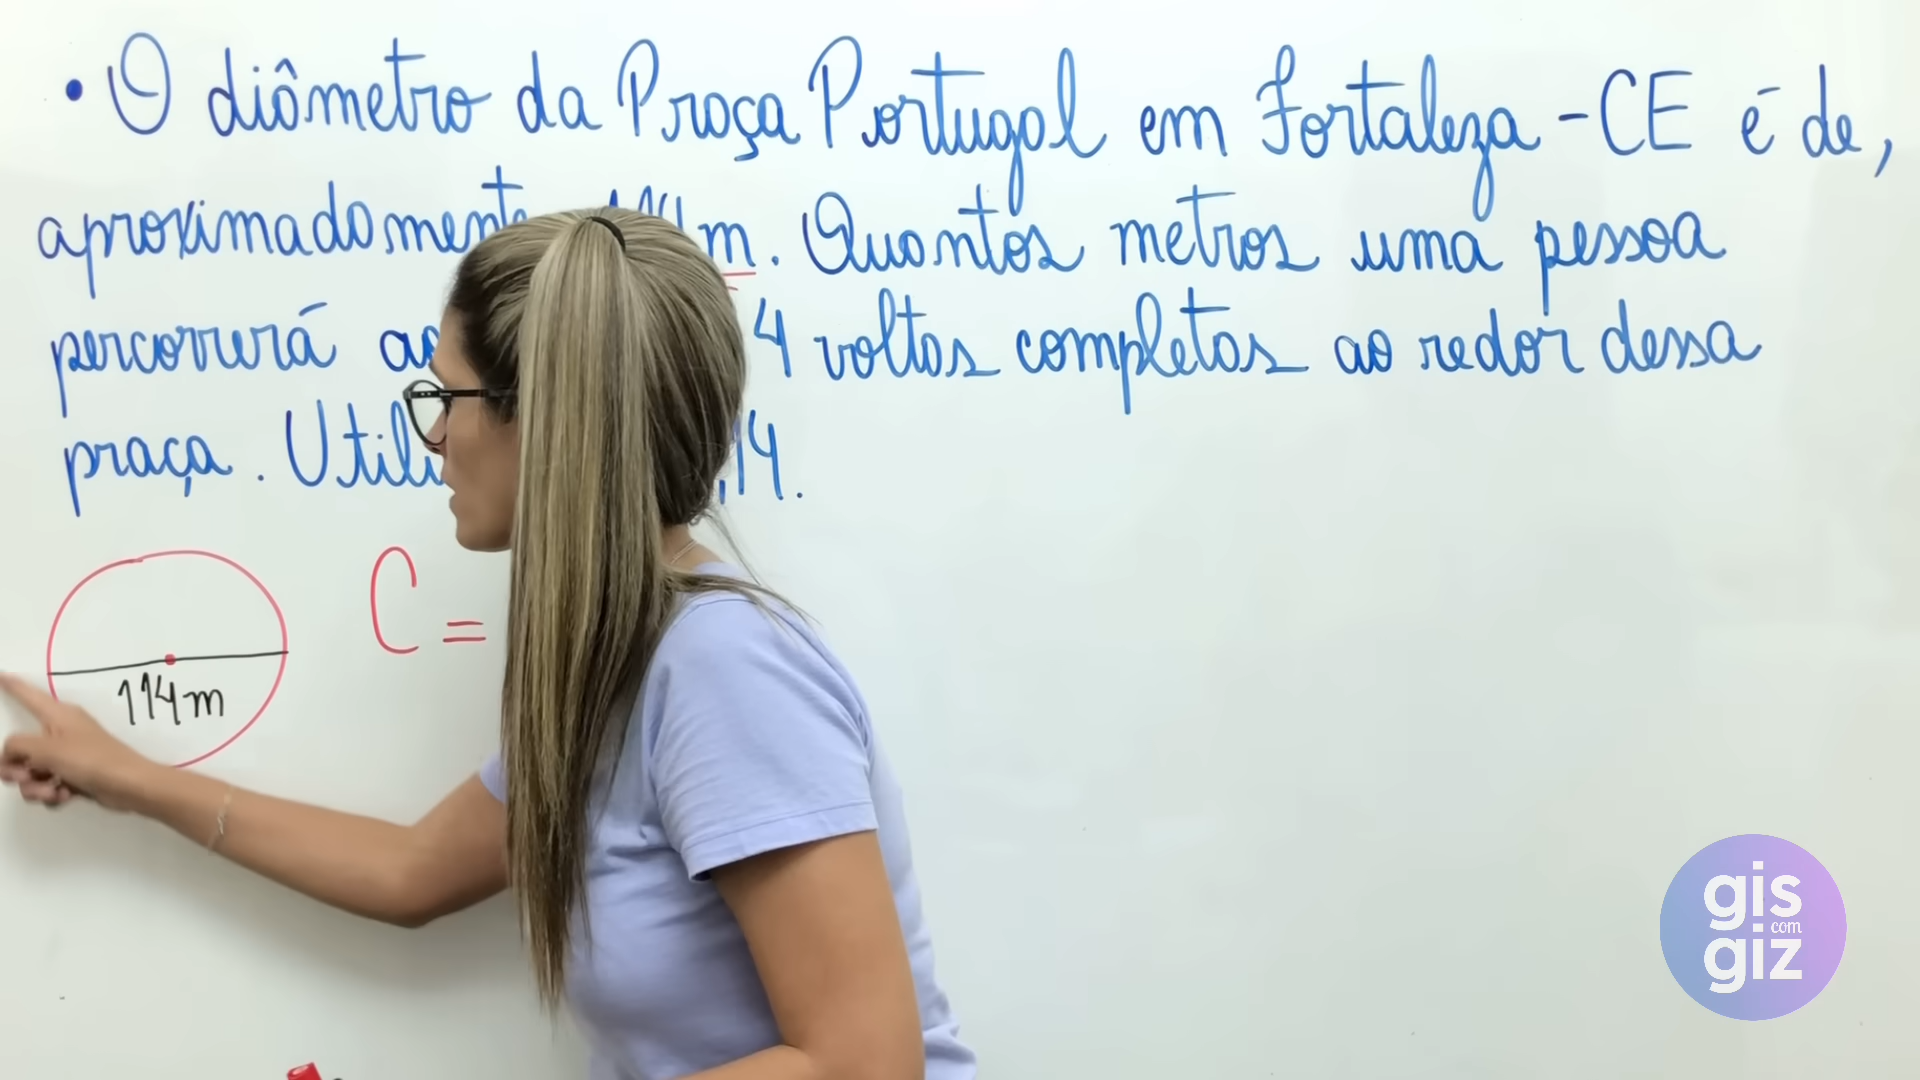 • O diâmetro da Praça Portugal em Fortaleza - CE é de,
aproximadamente 114m. Quantos metros uma pessoa
percorrerá 4 voltas completas ao redor dessa
praça. ,14.
C =
114m
gis
com
giz